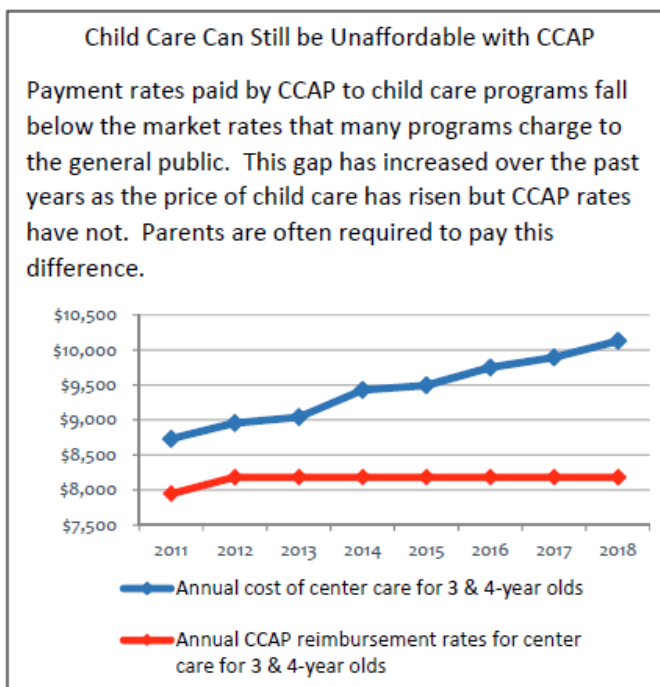 Child Care Can Still be Unaffordable with CCAP
Payment rates paid by CCAP to child care programs fall
below the market rates that many programs charge to
the general public.  This gap has increased over the past
years as the price of child care has risen but CCAP rates
have not.  Parents are often required to pay this
difference.
$10,500
$10,000
$9,500
$9,000
$8,500
$8,000
$7,500
2011 2012 2013 2014 2015 2016 2017 2018
Annual cost of center care for 3 & 4-year olds
Annual CCAP reimbursement rates for center
care for 3 & 4-year olds